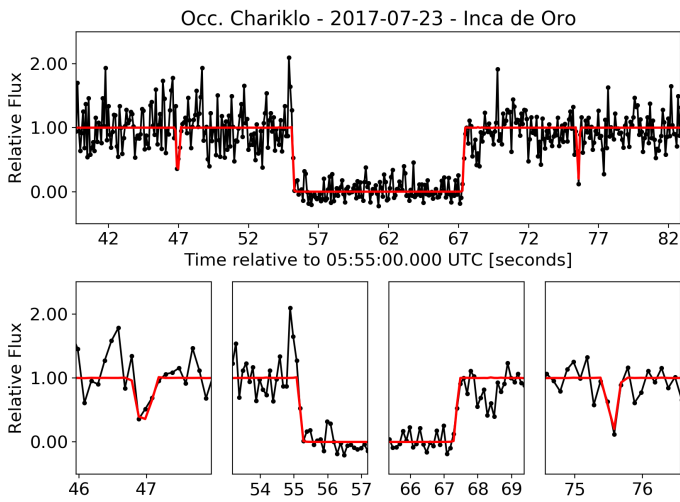 Occ. Chariklo - 2017-07-23 - Inca de Oro
Relative Flux
2.00
1.00
0.00
42 47 52 57 62 67 72 77 82
Time relative to 05:55:00.000 UTC [seconds]
Relative Flux
2.00
1.00
0.00
46 47
54 55 56 57
66 67 68 69
75 76